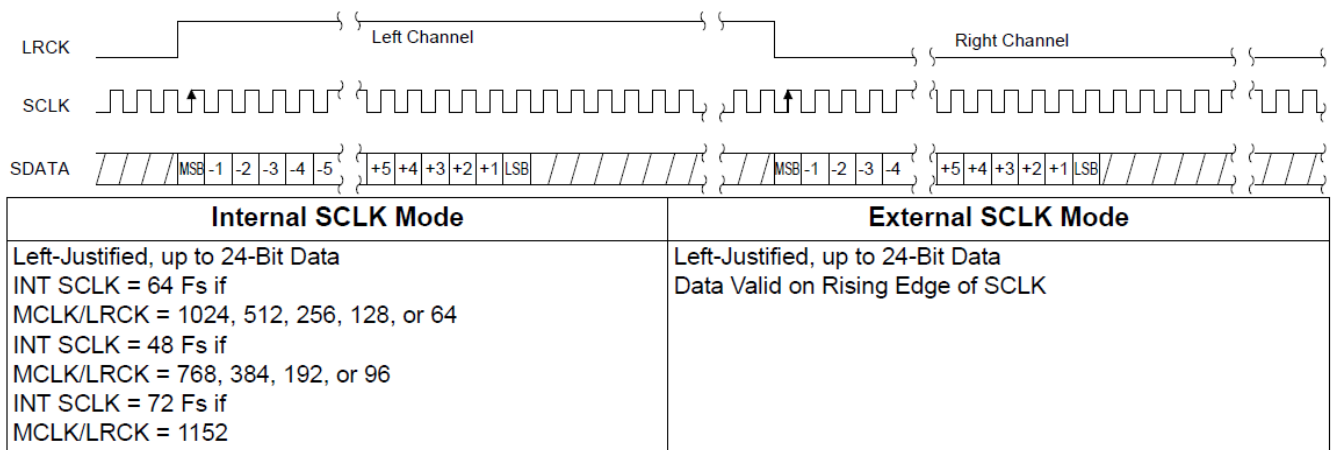 LRCK Left Channel Right Channel
SCLK
SDATA MSB -1 -2 -3 -4 -5 +5 +4 +3 +2 +1 LSB MSB -1 -2 -3 -4 +5 +4 +3 +2 +1 LSB
Internal SCLK Mode
External SCLK Mode
Left-Justified, up to 24-Bit Data
INT SCLK = 64 Fs if
MCLK/LRCK = 1024, 512, 256, 128, or 64
INT SCLK = 48 Fs if
MCLK/LRCK = 768, 384, 192, or 96
INT SCLK = 72 Fs if
MCLK/LRCK = 1152
Left-Justified, up to 24-Bit Data
Data Valid on Rising Edge of SCLK